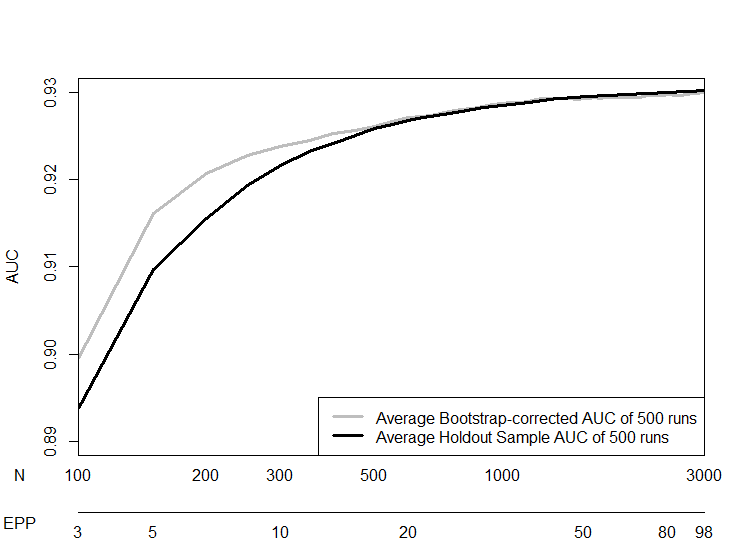 0.93
0.92
0.91
0.90
0.89
AUC
Average Bootstrap-corrected AUC of 500 runs
Average Holdout Sample AUC of 500 runs
N 100 200 300 500 1000 3000
EPP 3 5 10 20 50 80 98